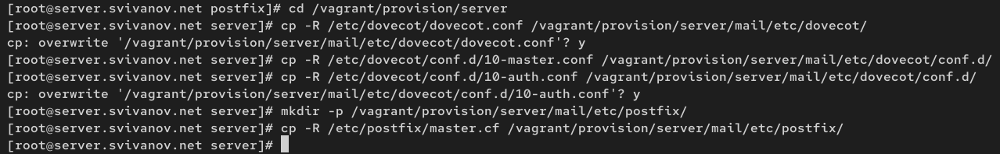 [root@server.svivanov.net postfix]# cd /vagrant/provision/server
[root@server.svivanov.net server]# cp -R /etc/dovecot/dovecot.conf /vagrant/provision/server/mail/etc/dovecot/
cp: overwrite '/vagrant/provision/server/mail/etc/dovecot/dovecot.conf'? y
[root@server.svivanov.net server]# cp -R /etc/dovecot/conf.d/10-master.conf /vagrant/provision/server/mail/etc/dovecot/conf.d/
[root@server.svivanov.net server]# cp -R /etc/dovecot/conf.d/10-auth.conf /vagrant/provision/server/mail/etc/dovecot/conf.d/
cp: overwrite '/vagrant/provision/server/mail/etc/dovecot/conf.d/10-auth.conf'? y
[root@server.svivanov.net server]# mkdir -p /vagrant/provision/server/mail/etc/postfix/
[root@server.svivanov.net server]# cp -R /etc/postfix/master.cf /vagrant/provision/server/mail/etc/postfix/
[root@server.svivanov.net server]#